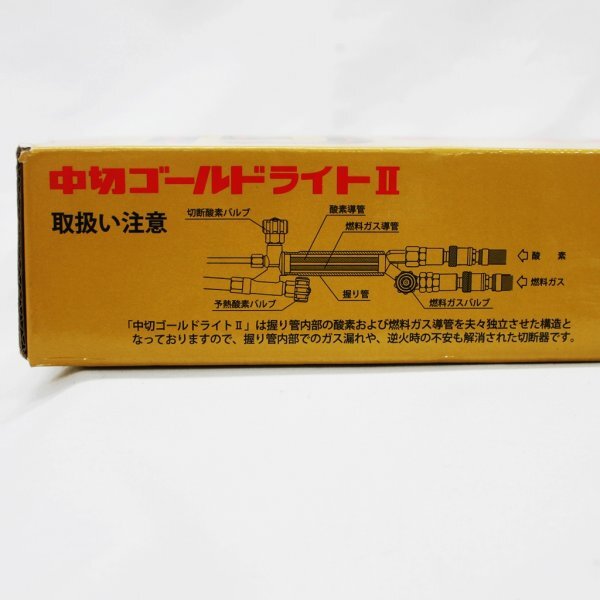 中切ゴールドライトⅡ
取扱い注意
切断酸素バルブ
酸素導管
燃料ガス導管
酸 素
燃料ガス
予熱酸素バルブ
握り管
燃料ガスバルブ
「中切ゴールドライトⅡ」は握り管内部の酸素および燃料ガス導管を夫々独立させた構造と
なっておりますので、握り管内部でのガス漏れや、逆火時の不安も解消された切断器です。